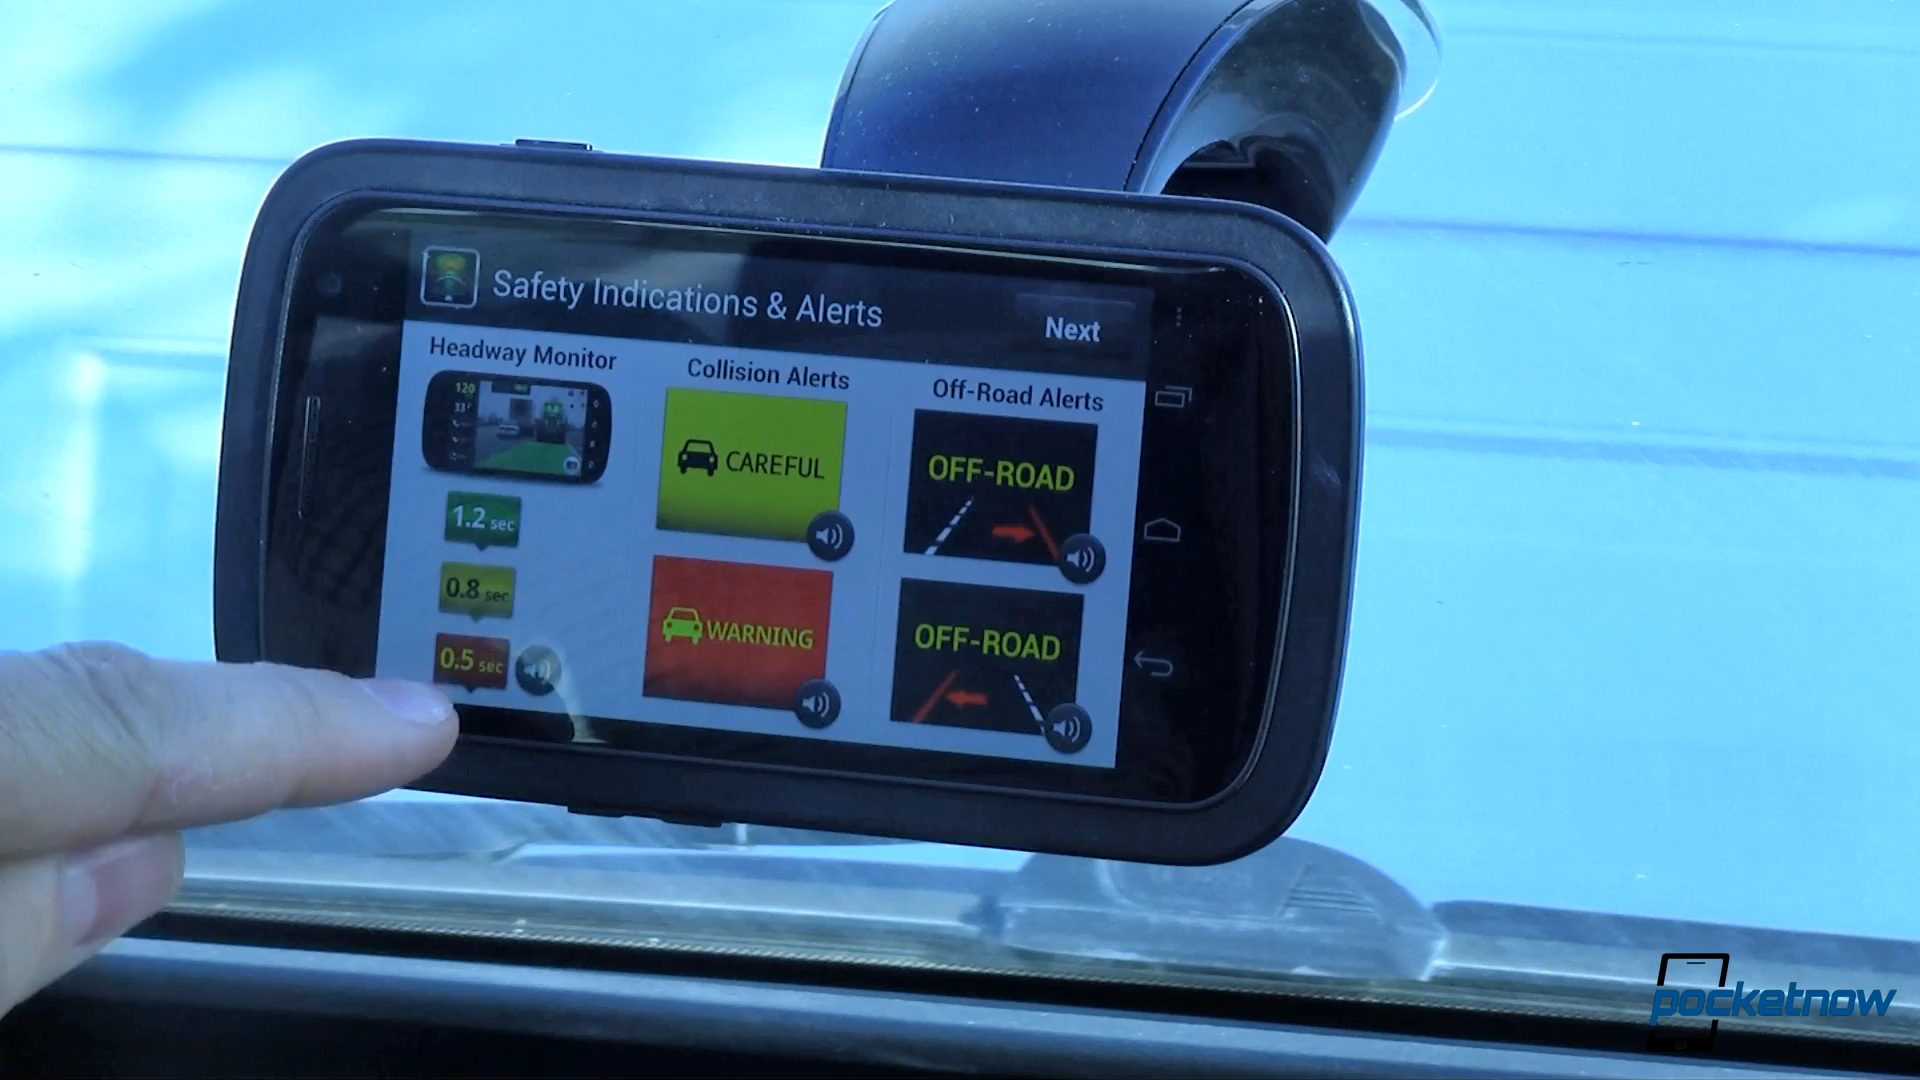 Safety Indications & Alerts
Next
Headway Monitor
Collision Alerts
Off-Road Alerts
120
CAREFUL
OFF-ROAD
1.2 sec
0.8 sec
WARNING
OFF-ROAD
0.5 sec
pocketnow